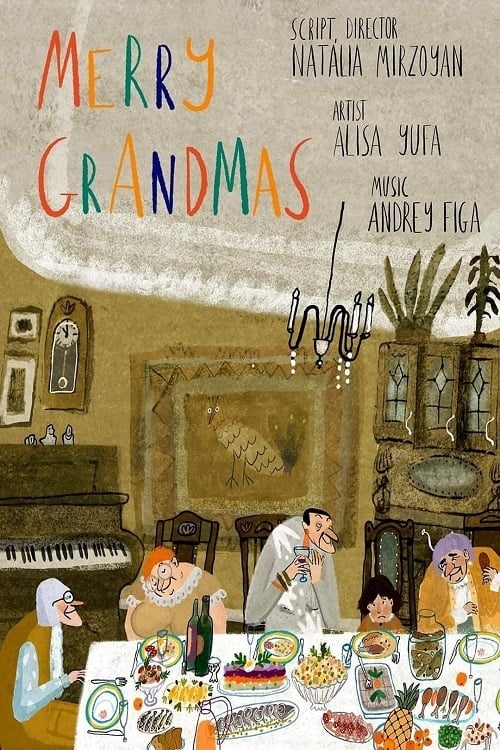 MERRY
GRANDMAS
SCRIPT, DIRECTOR
NATALIA MIRZOYAN
ARTIST
ALISA YUFA
MUSIC
ANDREY FIGA